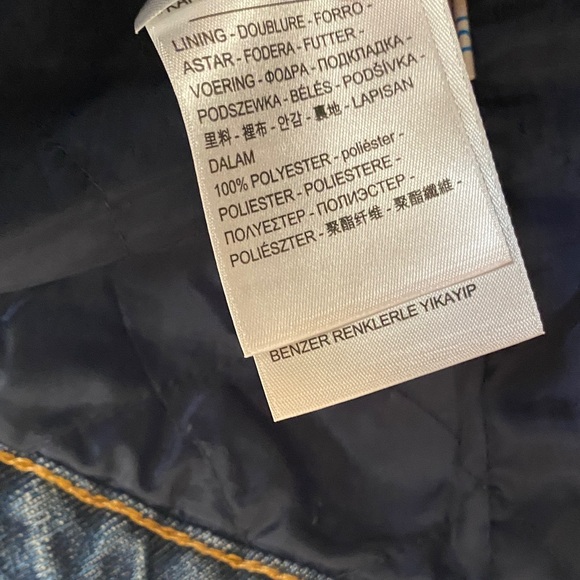 LINING - DOUBLURE - FORRO -
ASTAR - FODERA - FUTTER -
VOERING - ΦΟΔΡΑ - ПОДКЛАДКА -
PODSZEWKA - BÉLÉS - PODŠÍVKA -
里料 - 裡布 - 안감 - 裏地 - LAPISAN
DALAM
100% POLYESTER - poliéster -
POLIESTER - POLIESTERE -
ΠΟΛΥΕΣΤΕΡ - ПОЛИЭСТЕР -
POLIÉSZTER - 聚酯纤维 - 聚酯纖維 -
BENZER RENKLERLE YIKAYIP